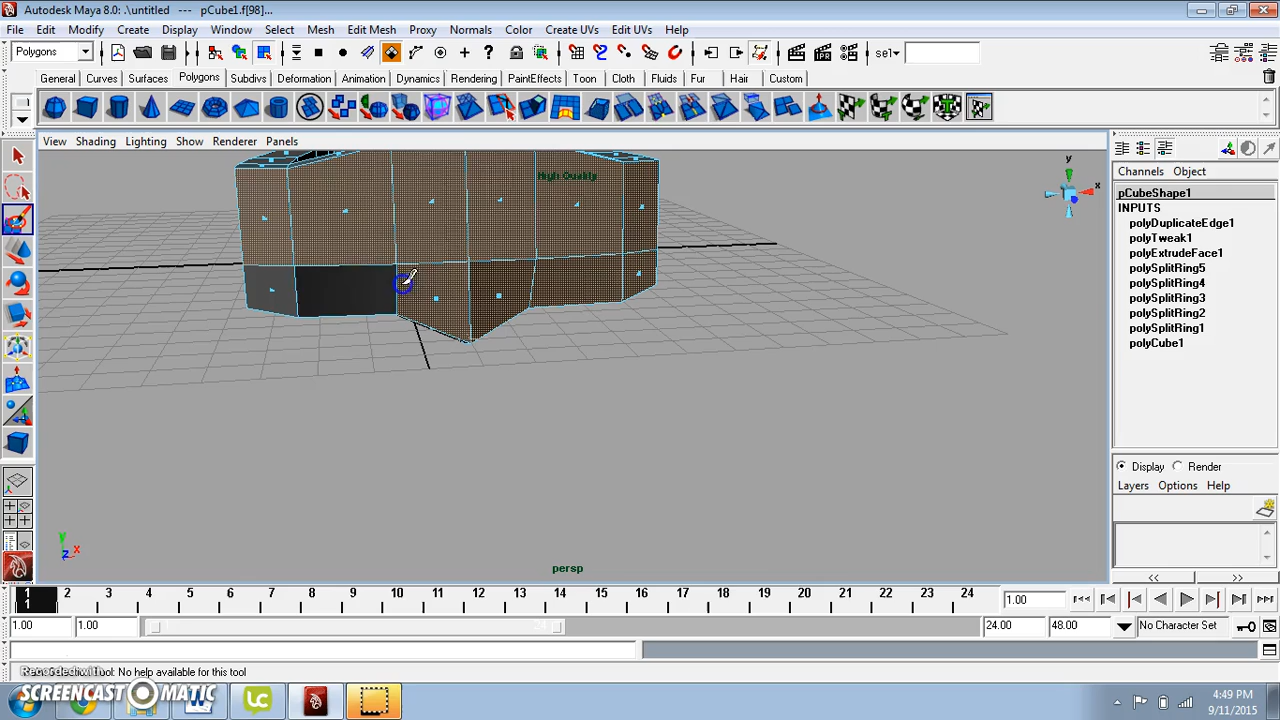 Autodesk Maya 8.0: .\untitled --- pCube1.f[98]...
File Edit Modify Create Display Window Select Mesh Edit Mesh Proxy Normals Color Create UVs Edit UVs Help
Polygons sel
General Curves Surfaces Polygons Subdivs Deformation Animation Dynamics Rendering PaintEffects Toon Cloth Fluids Fur Hair Custom
View Shading Lighting Show Renderer Panels
Channels Object
High Quality
y
x
pCubeShape1
INPUTS
polyDuplicateEdge1
polyTweak1
polyExtrudeFace1
polySplitRing5
polySplitRing4
polySplitRing3
polySplitRing2
polySplitRing1
polyCube1
Display Render
Layers Options Help
y
z x
persp
<< >>
1 2 3 4 5 6 7 8 9 10 11 12 13 14 15 16 17 18 19 20 21 22 23 24
1 1.00
1.00 1.00 24 24.00 48.00 No Character Set
Tool: No help available for this tool
Recorded with
SCREENCAST MATIC
W LC
4:49 PM
9/11/2015